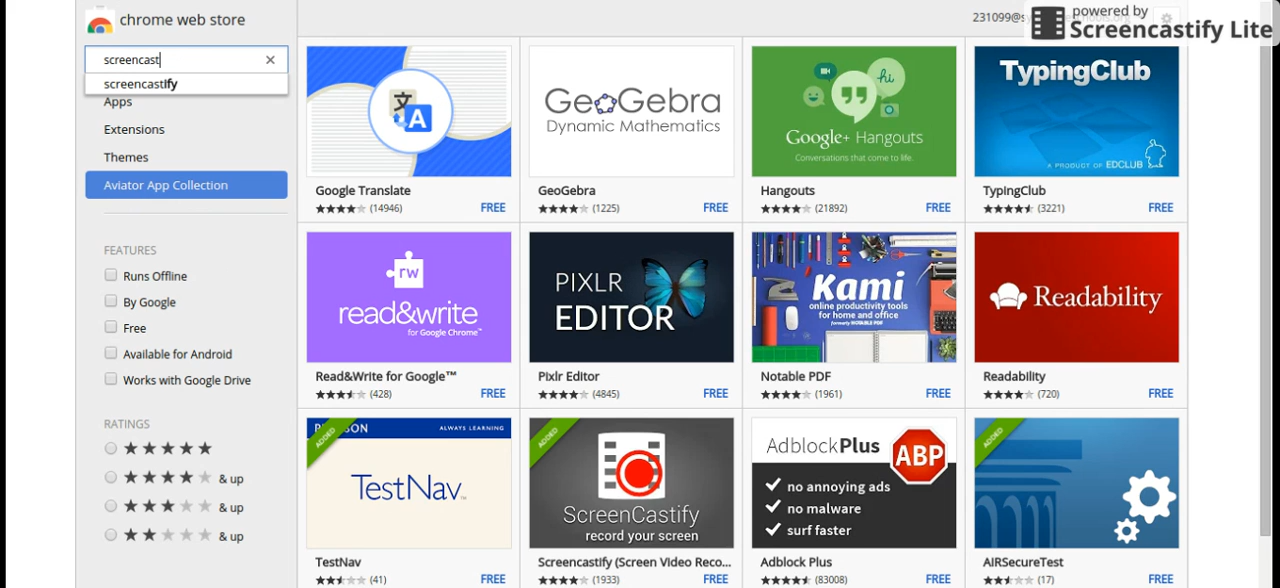 chrome web store
231099@s
powered by
Screencastify Lite
screencast
screencastify
Apps
Extensions
Themes
Aviator App Collection
FEATURES
Runs Offline
By Google
Free
Available for Android
Works with Google Drive
RATINGS
& up
& up
& up
文
A
Google Translate
(14946)
FREE
GeoGebra
Dynamic Mathematics
GeoGebra
(1225)
FREE
hi
Google+ Hangouts
Conversations that come to life.
Hangouts
(21892)
FREE
TypingClub
A PRODUCT OF EDCLUB
TypingClub
(3221)
FREE
rw
read&write
for Google Chrome™
Read&Write for Google™
(428)
FREE
PIXLR
EDITOR
Pixlr Editor
(4845)
FREE
Kami
online productivity tools
for home and office
formerly NOTABLE PDF
Notable PDF
(1961)
FREE
Readability
Readability
(720)
FREE
ADDED
ALWAYS LEARNING
TestNav™
TestNav
(41)
FREE
ADDED
ScreenCastify
record your screen
Screencastify (Screen Video Reco...
(1933)
FREE
AdblockPlus
ABP
no annoying ads
no malware
surf faster
Adblock Plus
(83008)
FREE
ADDED
AIRSecureTest
(17)
FREE